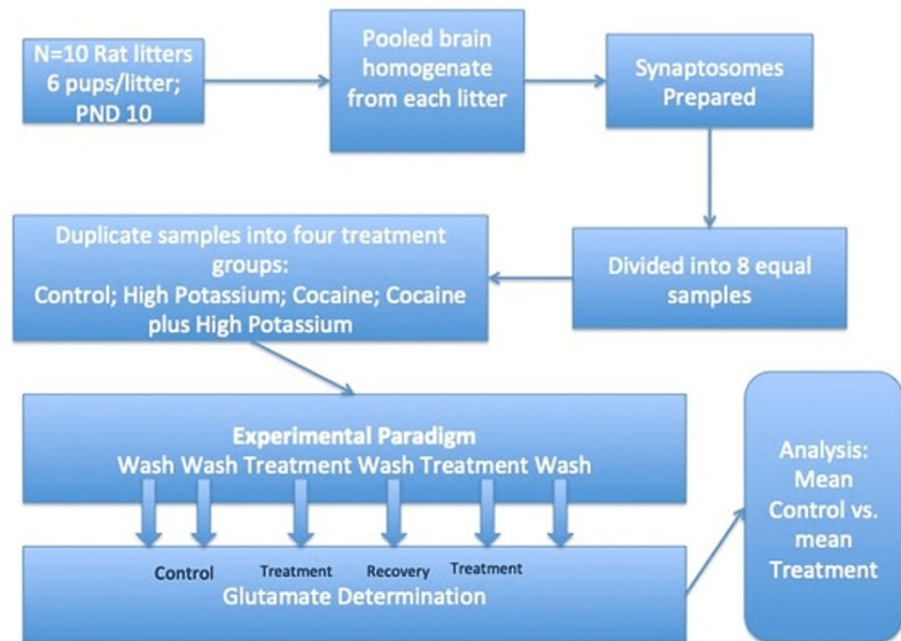 N=10 Rat litters
6 pups/litter;
PND 10
Pooled brain
homogenate
from each litter
Synaptosomes
Prepared
Divided into 8 equal
samples
Duplicate samples into four treatment
groups:
Control; High Potassium; Cocaine; Cocaine
plus High Potassium
Experimental Paradigm
Wash Wash Treatment Wash Treatment Wash
Control Treatment Recovery Treatment
Glutamate Determination
Analysis:
Mean
Control vs.
mean
Treatment